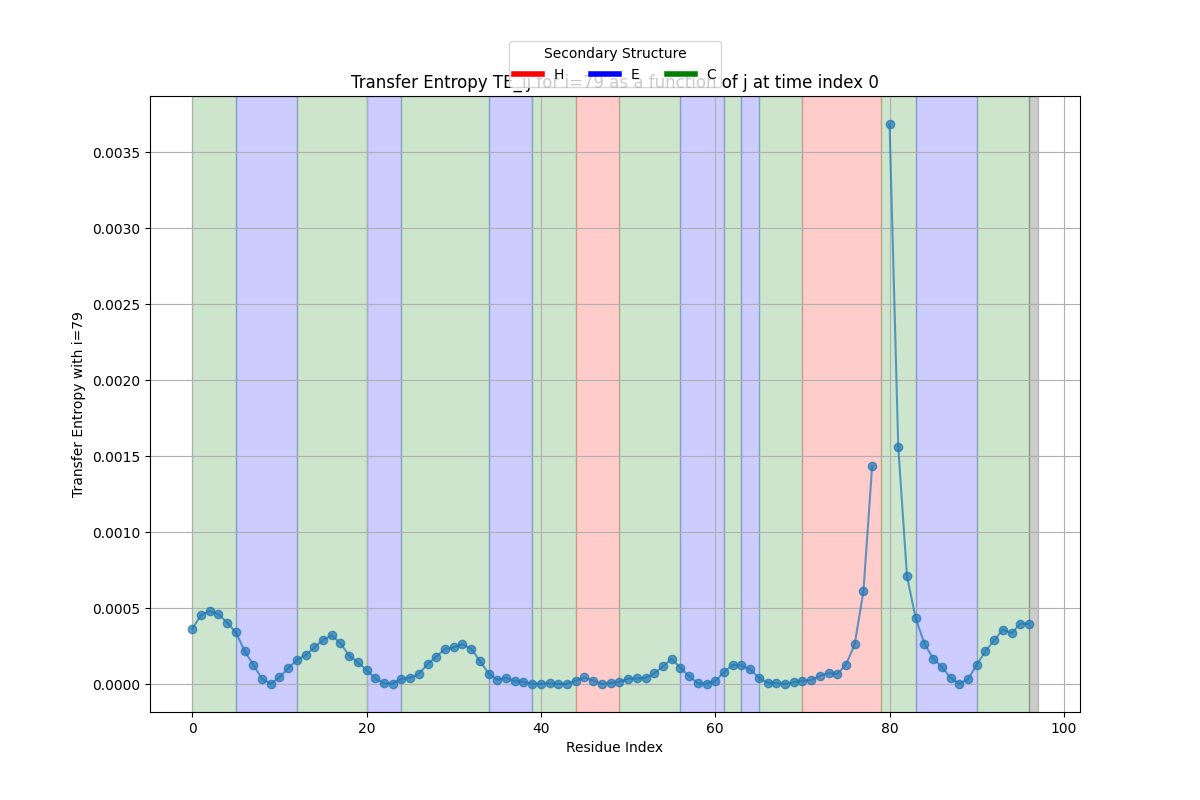 Secondary Structure
H E C
Transfer Entropy TE_ij for i=79 as a function of j at time index 0
Transfer Entropy with i=79
0.0035
0.0030
0.0025
0.0020
0.0015
0.0010
0.0005
0.0000
0 20 40 60 80 100
Residue Index